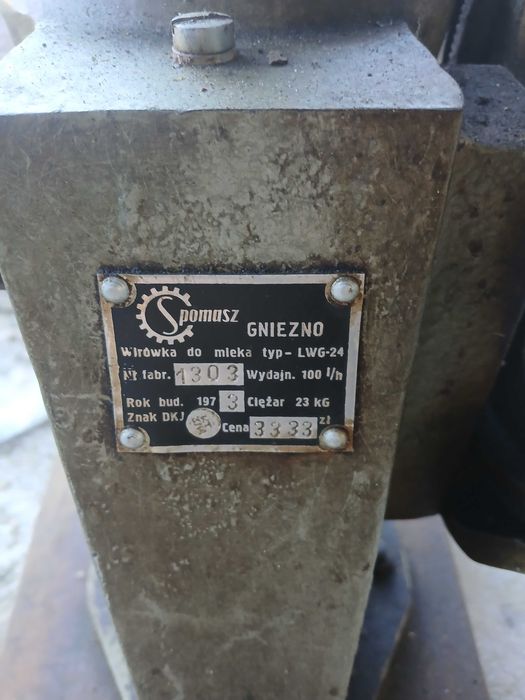 Spomasz
GNIEZNO
Wirówka do mleka typ- LWG-24
Nr fabr. 1303 Wydajn. 100 l/h
Rok bud. 1973 Ciężar 23 kG
Znak DKJ Cena 3333 zł